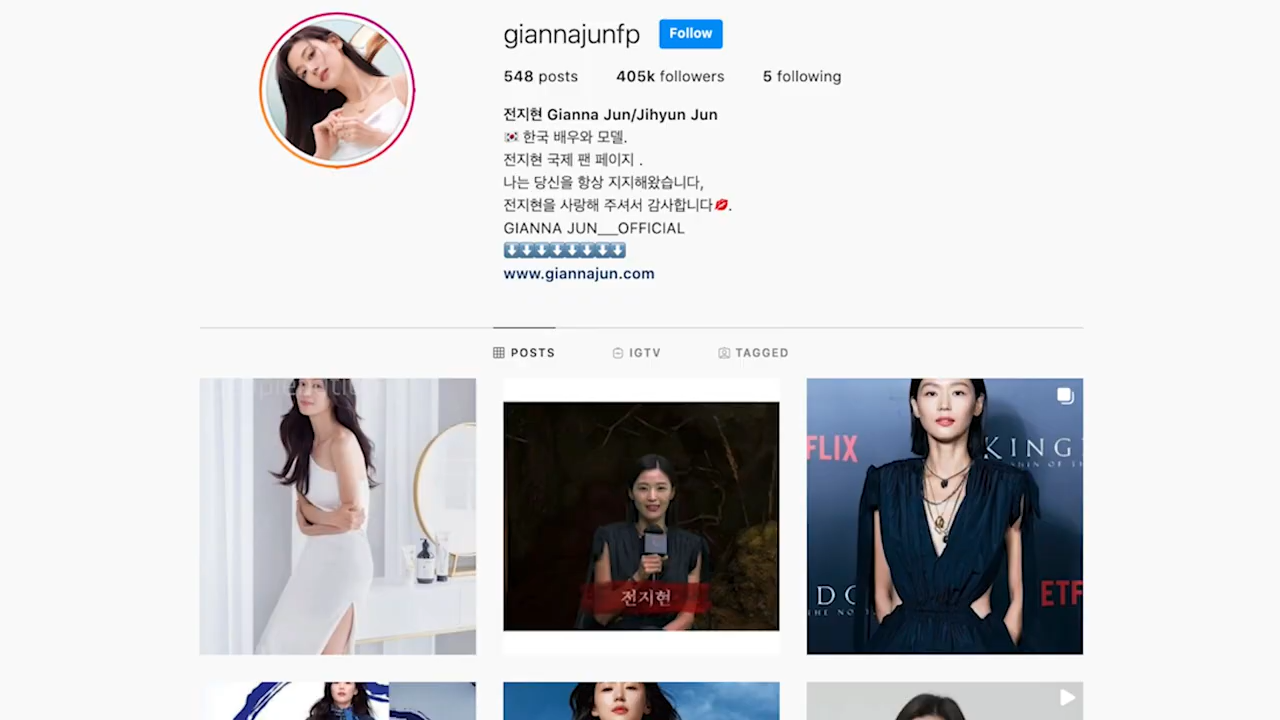 giannajunfp
Follow
548 posts 405k followers 5 following
전지현 Gianna Jun/Jihyun Jun
🇰🇷 한국 배우와 모델.
전지현 국제 팬 페이지 .
나는 당신을 항상 지지해왔습니다,
전지현을 사랑해 주셔서 감사합니다💋.
GIANNA JUN___OFFICIAL
⬇️⬇️⬇️⬇️⬇️⬇️⬇️⬇️
www.giannajun.com
POSTS IGTV TAGGED
전지현
FLIX
KING